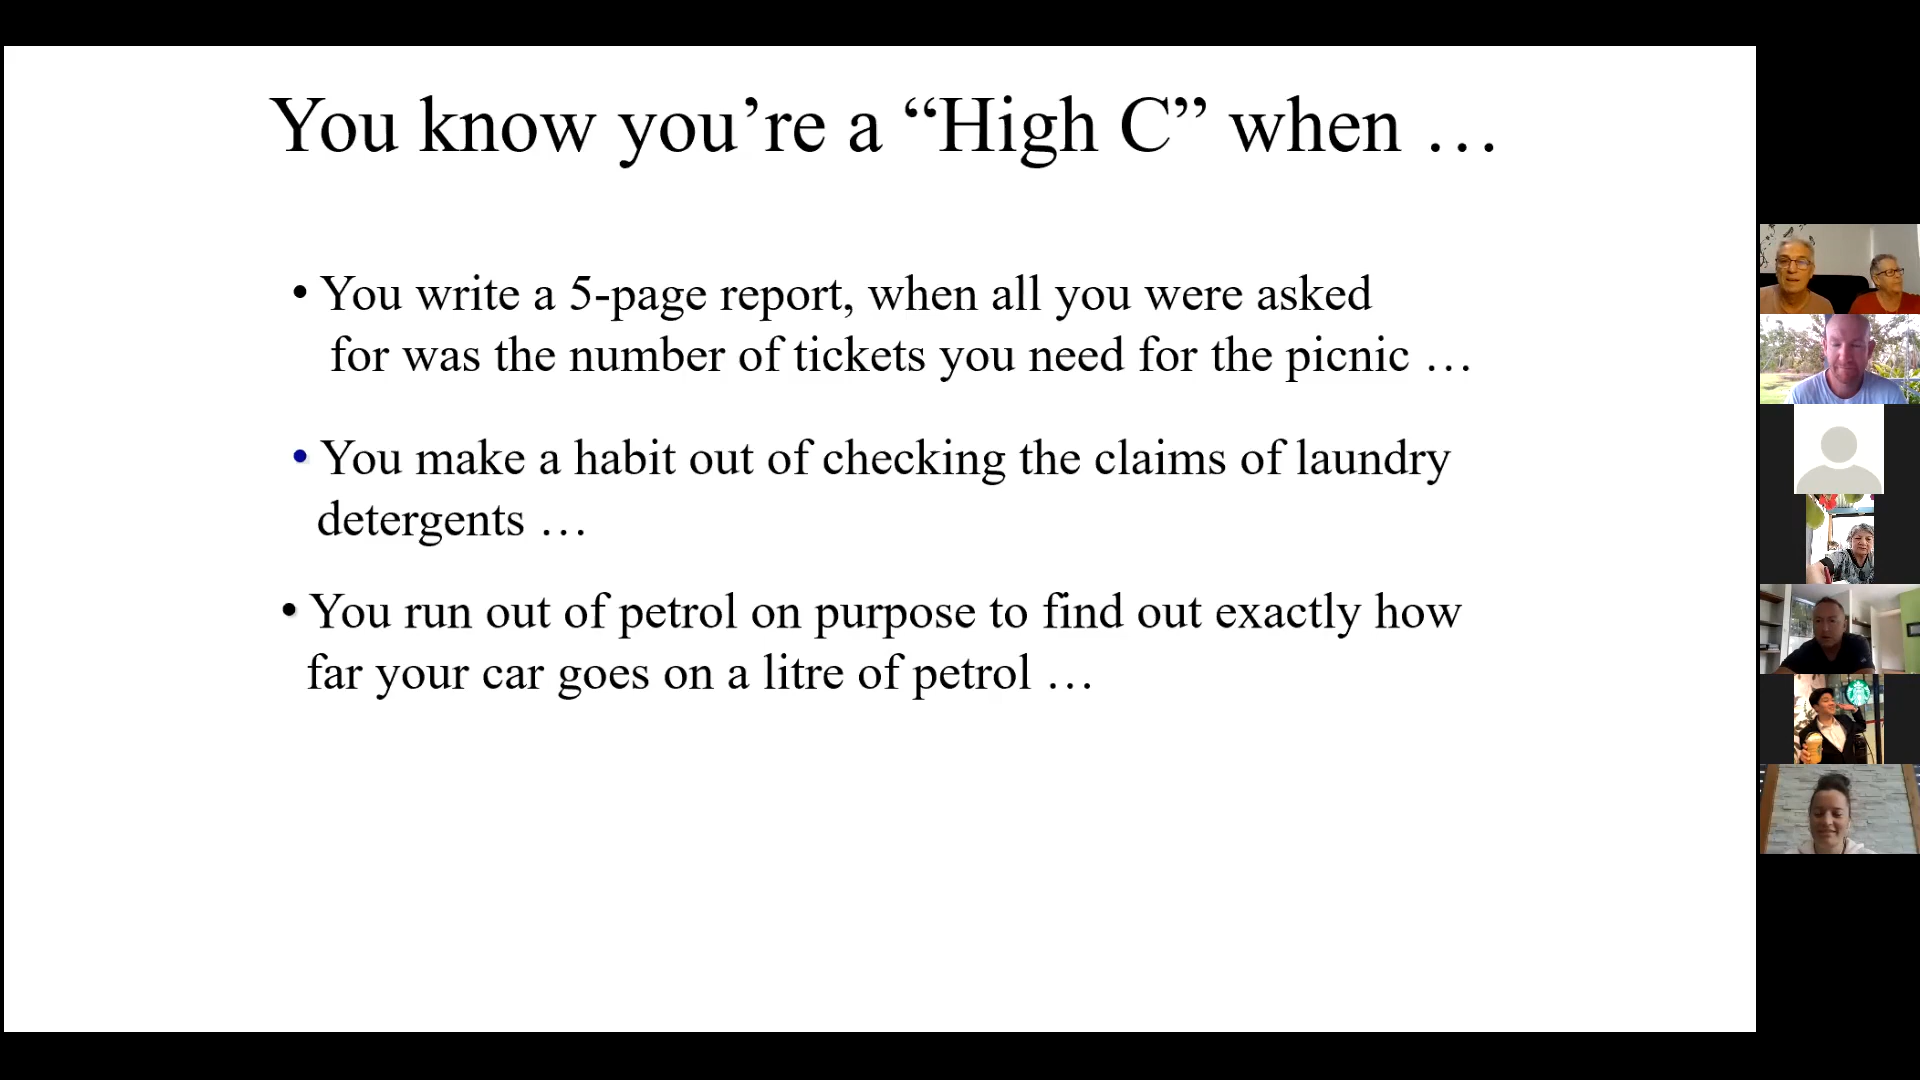 You know you’re a “High C” when …
• You write a 5-page report, when all you were asked
for was the number of tickets you need for the picnic …
• You make a habit out of checking the claims of laundry
detergents …
• You run out of petrol on purpose to find out exactly how
far your car goes on a litre of petrol …